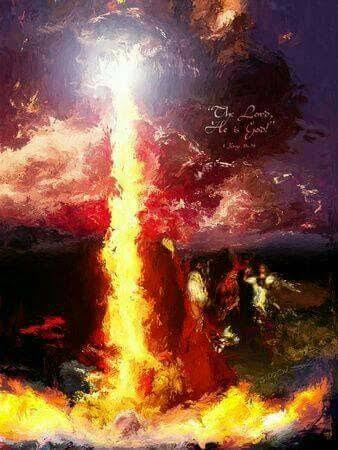 "The Lord,
He is God!"